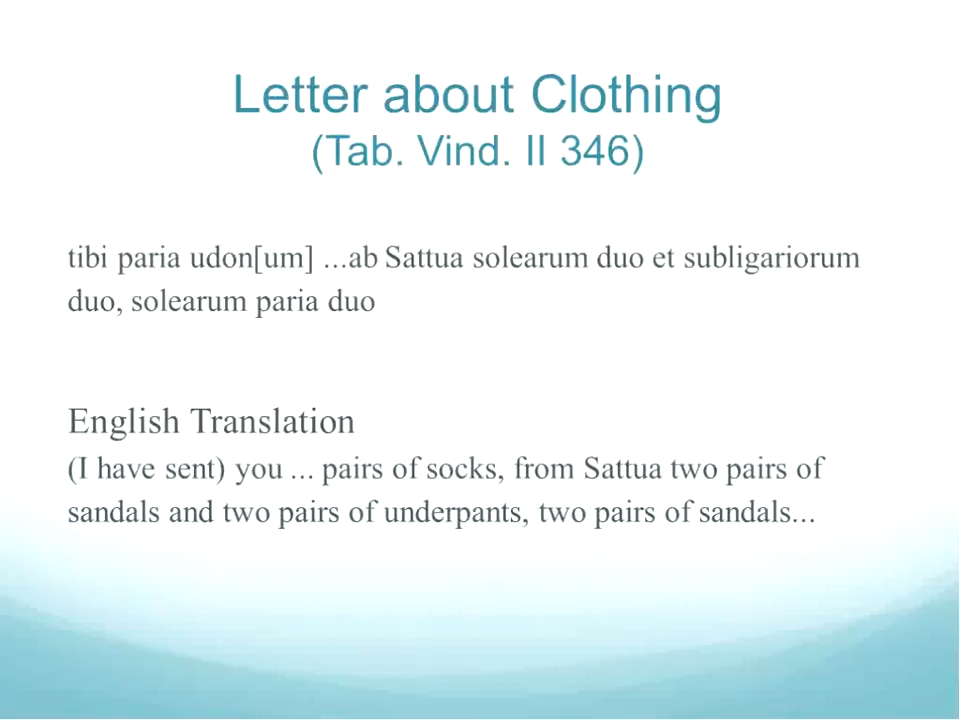 Letter about Clothing
(Tab. Vind. II 346)
tibi paria udon[um] ...ab Sattua solearum duo et subligariorum
duo, solearum paria duo
English Translation
(I have sent) you ... pairs of socks, from Sattua two pairs of
sandals and two pairs of underpants, two pairs of sandals...